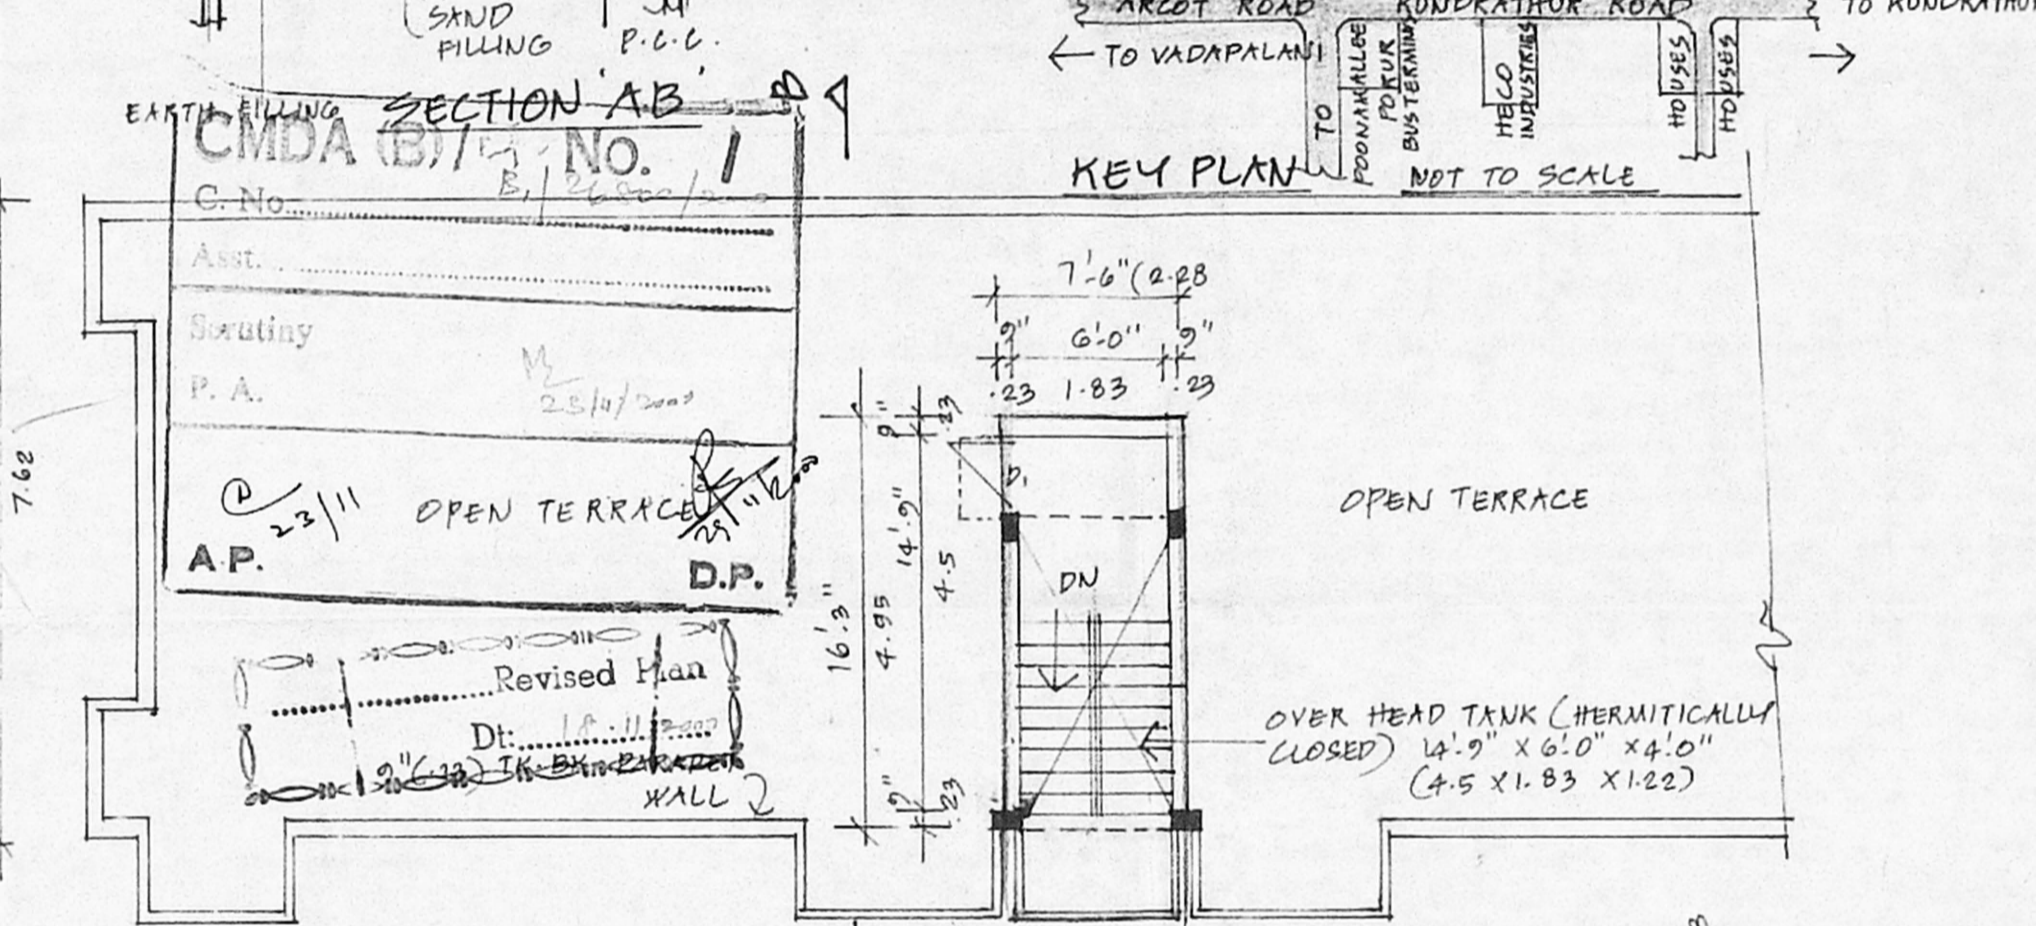 SAND
FILLING
P.C.C.
EARTH FILLING
SECTION 'AB'
ARCOT ROAD
KUNDRATHUR ROAD
TO KUNDRATHUR
← TO VADAPALANI
TO
POONAMALLEE
PORUR
BUS TERMINAS
HECO
INDUSTRIES
HOUSES
HOUSES
KEY PLAN
NOT TO SCALE
CMDA (B)/ No. 1
C. No.
Asst.
Scrutiny
P. A.
23/11
A.P.
D.P.
OPEN TERRACE
Revised Plan
Dt: 18.11.2000
9"(.23) TK BK. PARAPET
WALL
7.62
7'-6"(2.28
9" 6'-0" 9"
.23 1.83 .23
9"
.23
14'-9"
4.5
16'-3"
4.95
9"
.23
D1
DN
OPEN TERRACE
OVER HEAD TANK (HERMITICALLY
CLOSED) 14'-9" X 6'-0" X 4'-0"
(4.5 X 1.83 X 1.22)